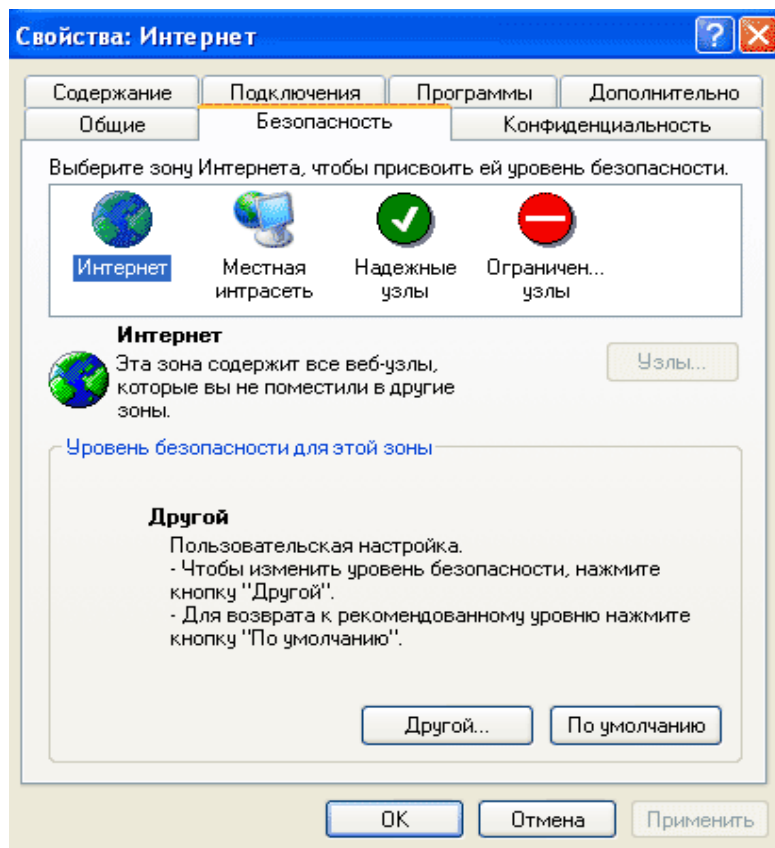 Свойства: Интернет
Содержание Подключения Программы Дополнительно
Общие Безопасность Конфиденциальность
Выберите зону Интернета, чтобы присвоить ей уровень безопасности.
Интернет Местная Надежные Ограничен...
интрасеть узлы узлы
Интернет
Эта зона содержит все веб-узлы, Узлы...
которые вы не поместили в другие
зоны.
Уровень безопасности для этой зоны
Другой
Пользовательская настройка.
- Чтобы изменить уровень безопасности, нажмите
кнопку "Другой".
- Для возврата к рекомендованному уровню нажмите
кнопку "По умолчанию".
Другой... По умолчанию
OK Отмена Применить